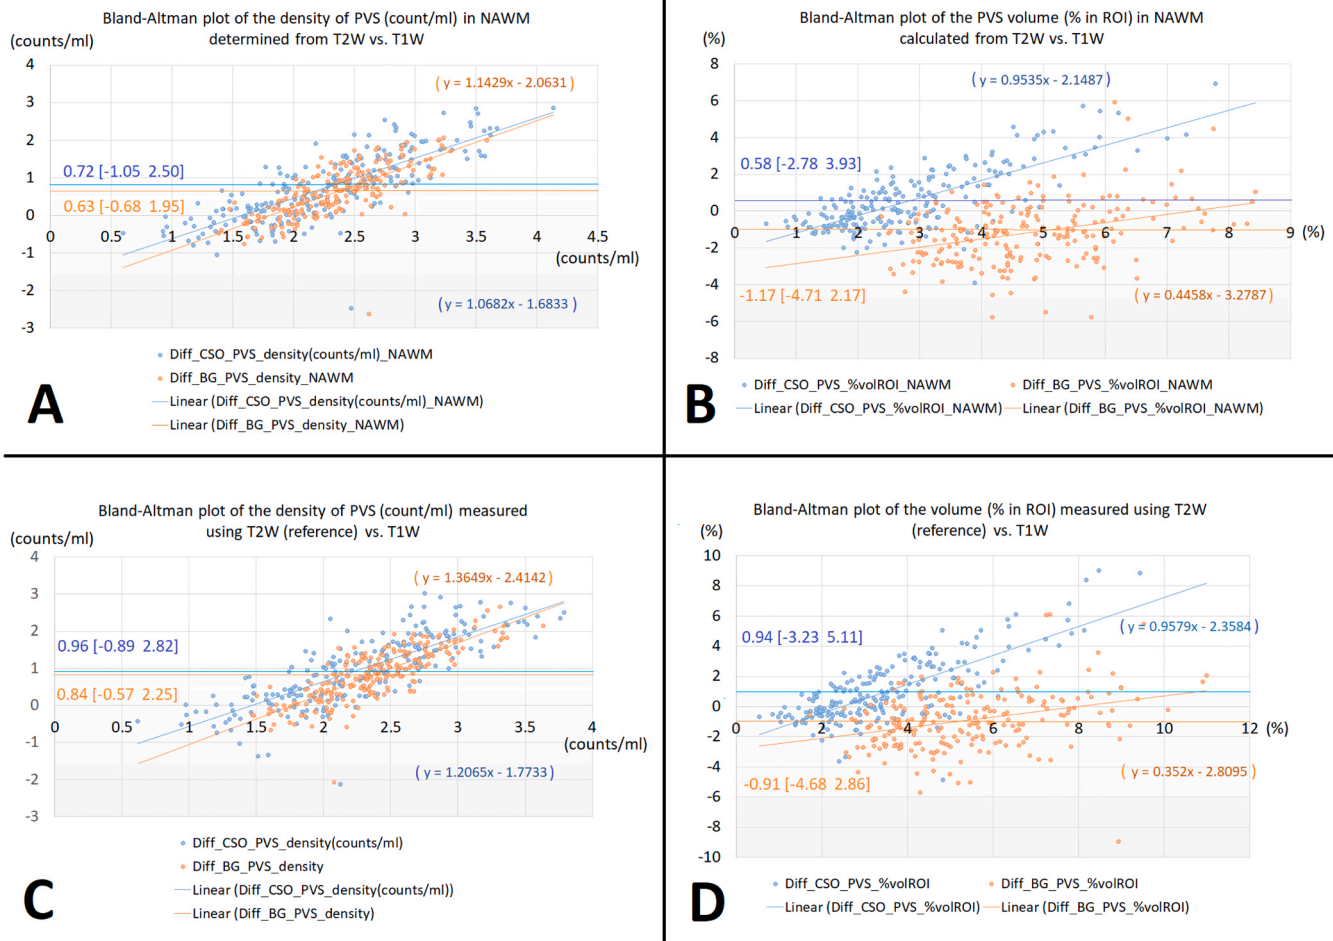 Bland-Altman plot of the density of PVS (count/ml) in NAWM
determined from T2W vs. T1W
(counts/ml)
4
3
2
1
0
-1
-2
-3
( y = 1.1429x - 2.0631)
0.72 [-1.05 2.50]
0.63 [-0.68 1.95]
0 0.5 1 1.5 2 2.5 3 3.5 4 4.5
(counts/ml)
( y = 1.0682x - 1.6833 )
Diff_CSO_PVS_density(counts/ml)_NAWM
Diff_BG_PVS_density_NAWM
Linear (Diff_CSO_PVS_density(counts/ml)_NAWM)
Linear (Diff_BG_PVS_density_NAWM)
A
Bland-Altman plot of the PVS volume (% in ROI) in NAWM
calculated from T2W vs. T1W
(%)
8
6
4
2
0
-2
-4
-6
-8
( y = 0.9535x - 2.1487 )
0.58 [-2.78 3.93]
0 1 2 3 4 5 6 7 8 9 (%)
-1.17 [-4.71 2.17]
( y = 0.4458x - 3.2787 )
Diff_CSO_PVS_%volROI_NAWM Diff_BG_PVS_%volROI_NAWM
Linear (Diff_CSO_PVS_%volROI_NAWM) Linear (Diff_BG_PVS_%volROI_NAWM)
B
Bland-Altman plot of the density of PVS (count/ml) measured
using T2W (reference) vs. T1W
(counts/ml)
4
3
2
1
0
-1
-2
-3
( y = 1.3649x - 2.4142 )
0.96 [-0.89 2.82]
0.84 [-0.57 2.25]
0 0.5 1 1.5 2 2.5 3 3.5 4
(counts/ml)
( y = 1.2065x - 1.7733 )
Diff_CSO_PVS_density(counts/ml)
Diff_BG_PVS_density
Linear (Diff_CSO_PVS_density(counts/ml))
Linear (Diff_BG_PVS_density)
C
Bland-Altman plot of the volume (% in ROI) measured using T2W
(reference) vs. T1W
(%)
10
8
6
4
2
0
-2
-4
-6
-8
-10
( y = 0.9579x - 2.3584 )
0.94 [-3.23 5.11]
0 2 4 6 8 10 12 (%)
-0.91 [-4.68 2.86]
( y = 0.352x - 2.8095 )
Diff_CSO_PVS_%volROI Diff_BG_PVS_%volROI
Linear (Diff_CSO_PVS_%volROI) Linear (Diff_BG_PVS_%volROI)
D